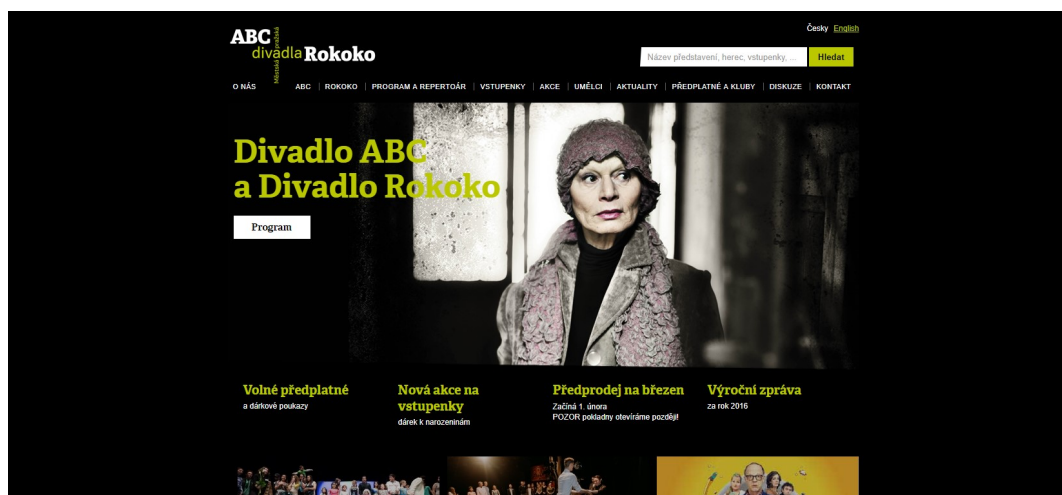 ABC
divadla Rokoko
Městská pražská
Česky English
Název představení, herec, vstupenky, ...
Hledat
O NÁS
ABC
ROKOKO
PROGRAM A REPERTOÁR
VSTUPENKY
AKCE
UMĚLCI
AKTUALITY
PŘEDPLATNÉ A KLUBY
DISKUZE
KONTAKT
Divadlo ABC
a Divadlo Rokoko
Program
Volné předplatné
a dárkové poukazy
Nová akce na
vstupenky
dárek k narozeninám
Předprodej na březen
Začíná 1. února
POZOR pokladny otevíráme později!
Výroční zpráva
za rok 2016